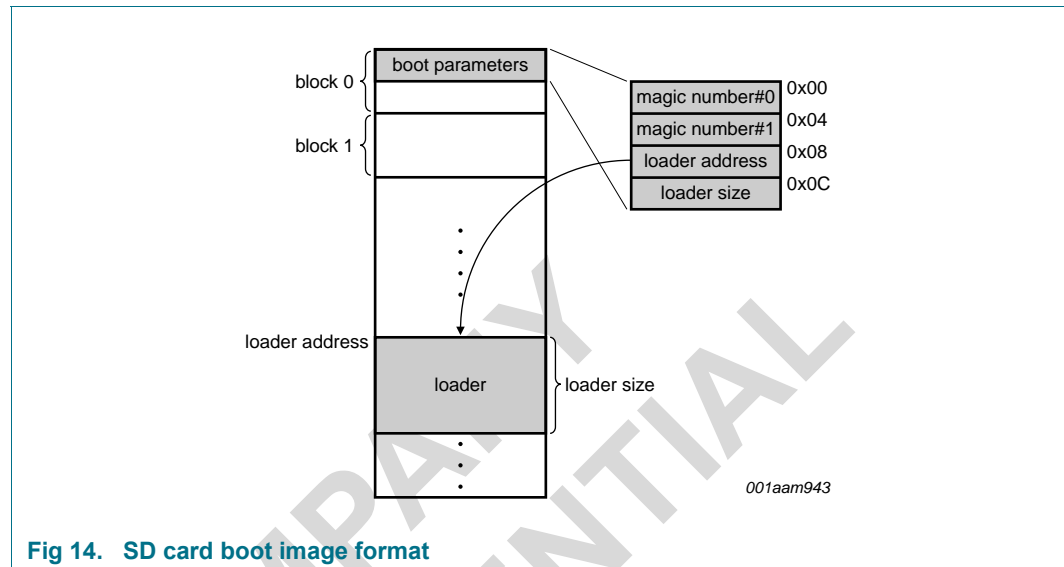 boot parameters
block 0
block 1
magic number#0
0x00
magic number#1
0x04
loader address
0x08
loader size
0x0C
loader address
loader
loader size
001aam943
Fig 14. SD card boot image format